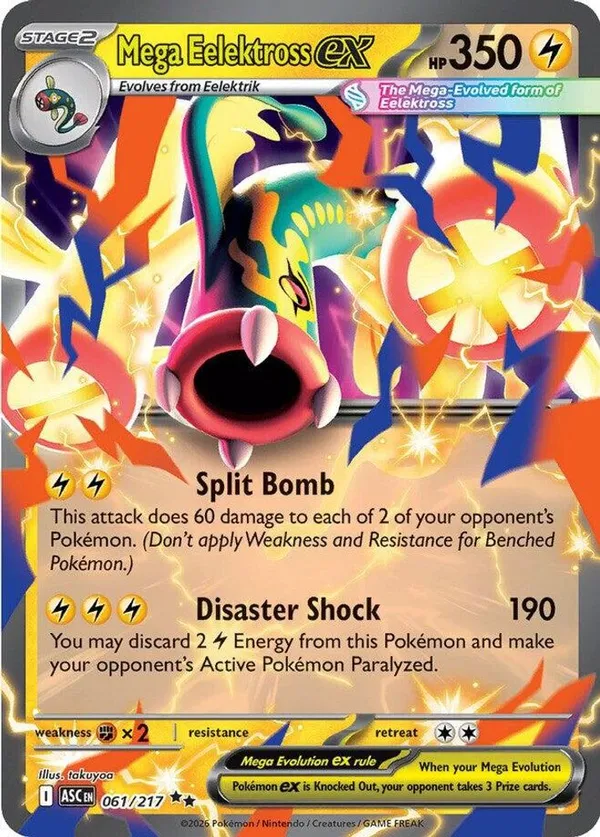 STAGE2
Mega Eelektross ex
HP350
Evolves from Eelektrik
The Mega-Evolved form of
Eelektross
Split Bomb
This attack does 60 damage to each of 2 of your opponent's
Pokémon. (Don't apply Weakness and Resistance for Benched
Pokémon.)
Disaster Shock 190
You may discard 2 Energy from this Pokémon and make
your opponent's Active Pokémon Paralyzed.
weakness ×2 resistance retreat
Mega Evolution ex rule When your Mega Evolution
Pokémon ex is Knocked Out, your opponent takes 3 Prize cards.
Illus. takuyoa
I ASC EN 061/217
©2026 Pokémon / Nintendo / Creatures / GAME FREAK